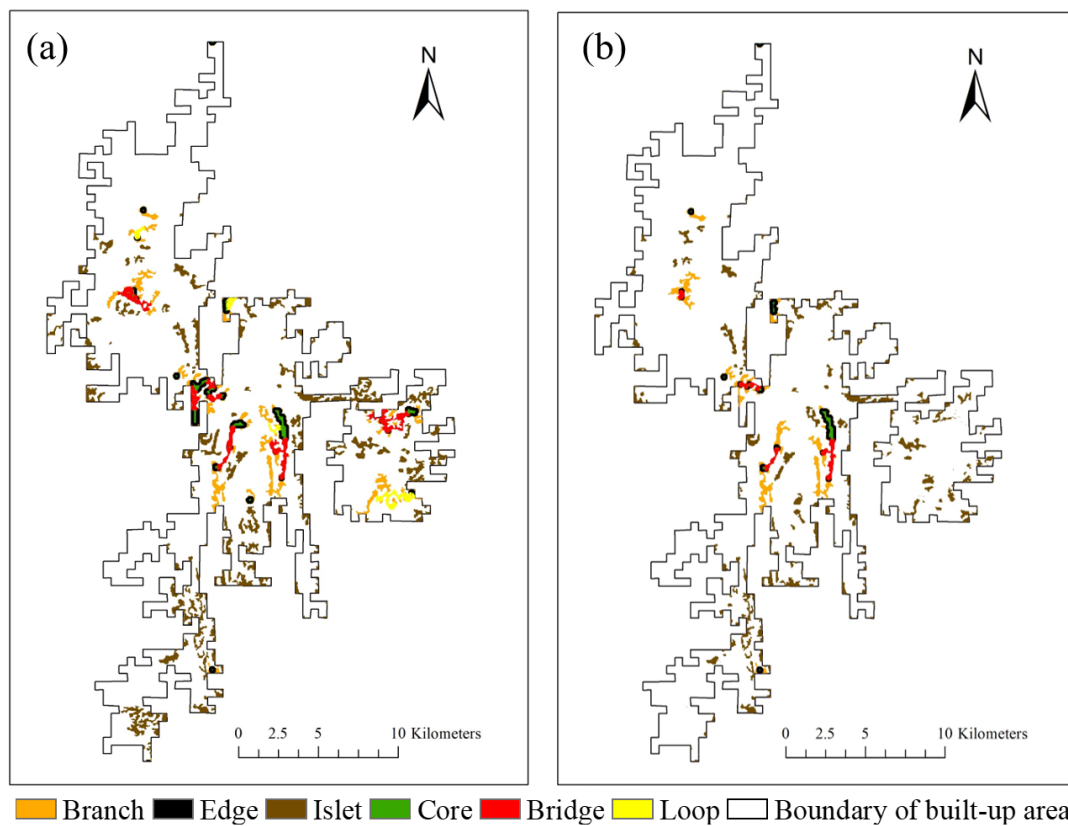 (a)
N
0 2.5 5 10 Kilometers
(b)
N
0 2.5 5 10 Kilometers
Branch Edge Islet Core Bridge Loop Boundary of built-up area